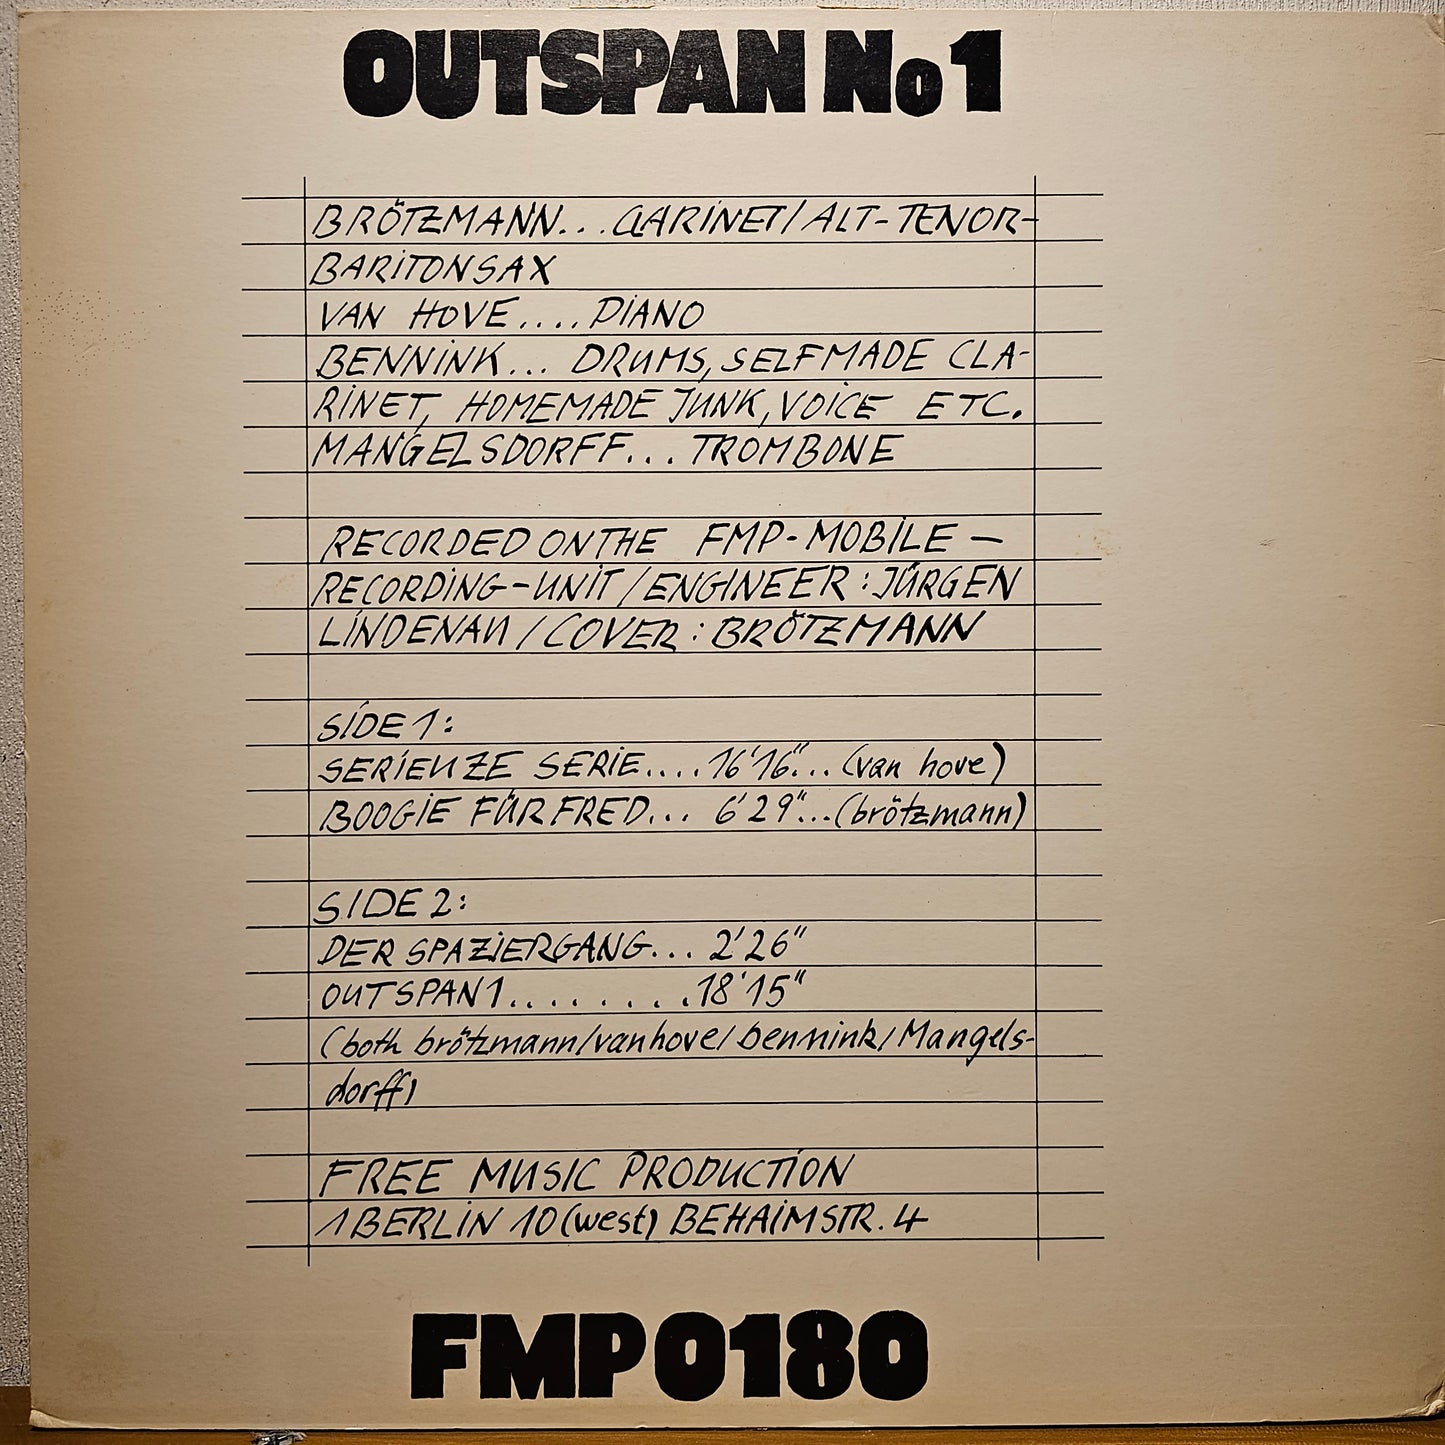 OUTSPAN No 1
BRÖTZMANN... CLARINET/ALT-TENOR-
BARITONSAX
VAN HOVE.... PIANO
BENNINK... DRUMS, SELFMADE CLA-
RINET, HOMEMADE JUNK, VOICE ETC.
MANGELSDORFF... TROMBONE
RECORDED ON THE FMP-MOBILE-
RECORDING-UNIT/ENGINEER: JÜRGEN
LINDENAU/COVER: BRÖTZMANN
SIDE 1:
SERIEUZE SERIE.... 16'16"... (van hove)
BOOGIE FÜR FRED... 6'29"... (brötzmann)
SIDE 2:
DER SPAZIERGANG... 2'26"
OUTSPAN 1........ 18'15"
(both brötzmann/van hove/bennink/Mangels-
dorff)
FREE MUSIC PRODUCTION
1 BERLIN 10 (west) BEHAIMSTR. 4
FMP 0180